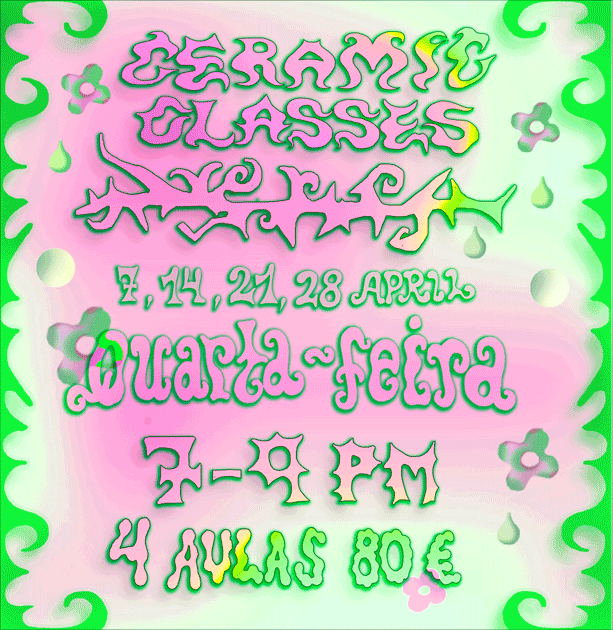 CERAMIC
CLASSES
7, 14, 21, 28 APRIL
Quarta-feira
7-9 PM
4 AULAS 80 €